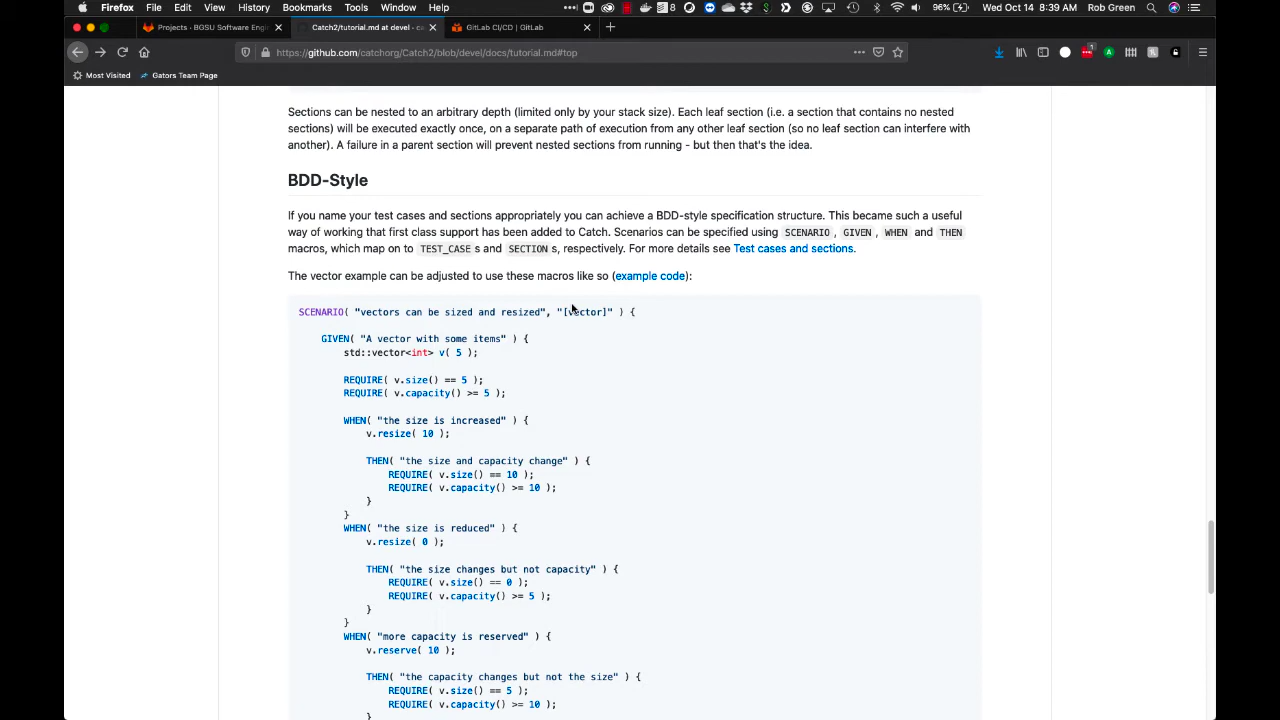 Firefox File Edit View History Bookmarks Tools Window Help 8 96% Wed Oct 14 8:39 AM Rob Green
Projects · BGSU Software Engi
Catch2/tutorial.md at devel · ca
GitLab CI/CD | GitLab
https://github.com/catchorg/Catch2/blob/devel/docs/tutorial.md#top
Most Visited Gators Team Page
Sections can be nested to an arbitrary depth (limited only by your stack size). Each leaf section (i.e. a section that contains no nested
sections) will be executed exactly once, on a separate path of execution from any other leaf section (so no leaf section can interfere with
another). A failure in a parent section will prevent nested sections from running - but then that's the idea.
BDD-Style
If you name your test cases and sections appropriately you can achieve a BDD-style specification structure. This became such a useful
way of working that first class support has been added to Catch. Scenarios can be specified using SCENARIO , GIVEN , WHEN and THEN
macros, which map on to TEST_CASE s and SECTION s, respectively. For more details see Test cases and sections.
The vector example can be adjusted to use these macros like so (example code):
SCENARIO( "vectors can be sized and resized", "[vector]" ) {
GIVEN( "A vector with some items" ) {
std::vector<int> v( 5 );
REQUIRE( v.size() == 5 );
REQUIRE( v.capacity() >= 5 );
WHEN( "the size is increased" ) {
v.resize( 10 );
THEN( "the size and capacity change" ) {
REQUIRE( v.size() == 10 );
REQUIRE( v.capacity() >= 10 );
}
}
WHEN( "the size is reduced" ) {
v.resize( 0 );
THEN( "the size changes but not capacity" ) {
REQUIRE( v.size() == 0 );
REQUIRE( v.capacity() >= 5 );
}
}
WHEN( "more capacity is reserved" ) {
v.reserve( 10 );
THEN( "the capacity changes but not the size" ) {
REQUIRE( v.size() == 5 );
REQUIRE( v.capacity() >= 10 );
}